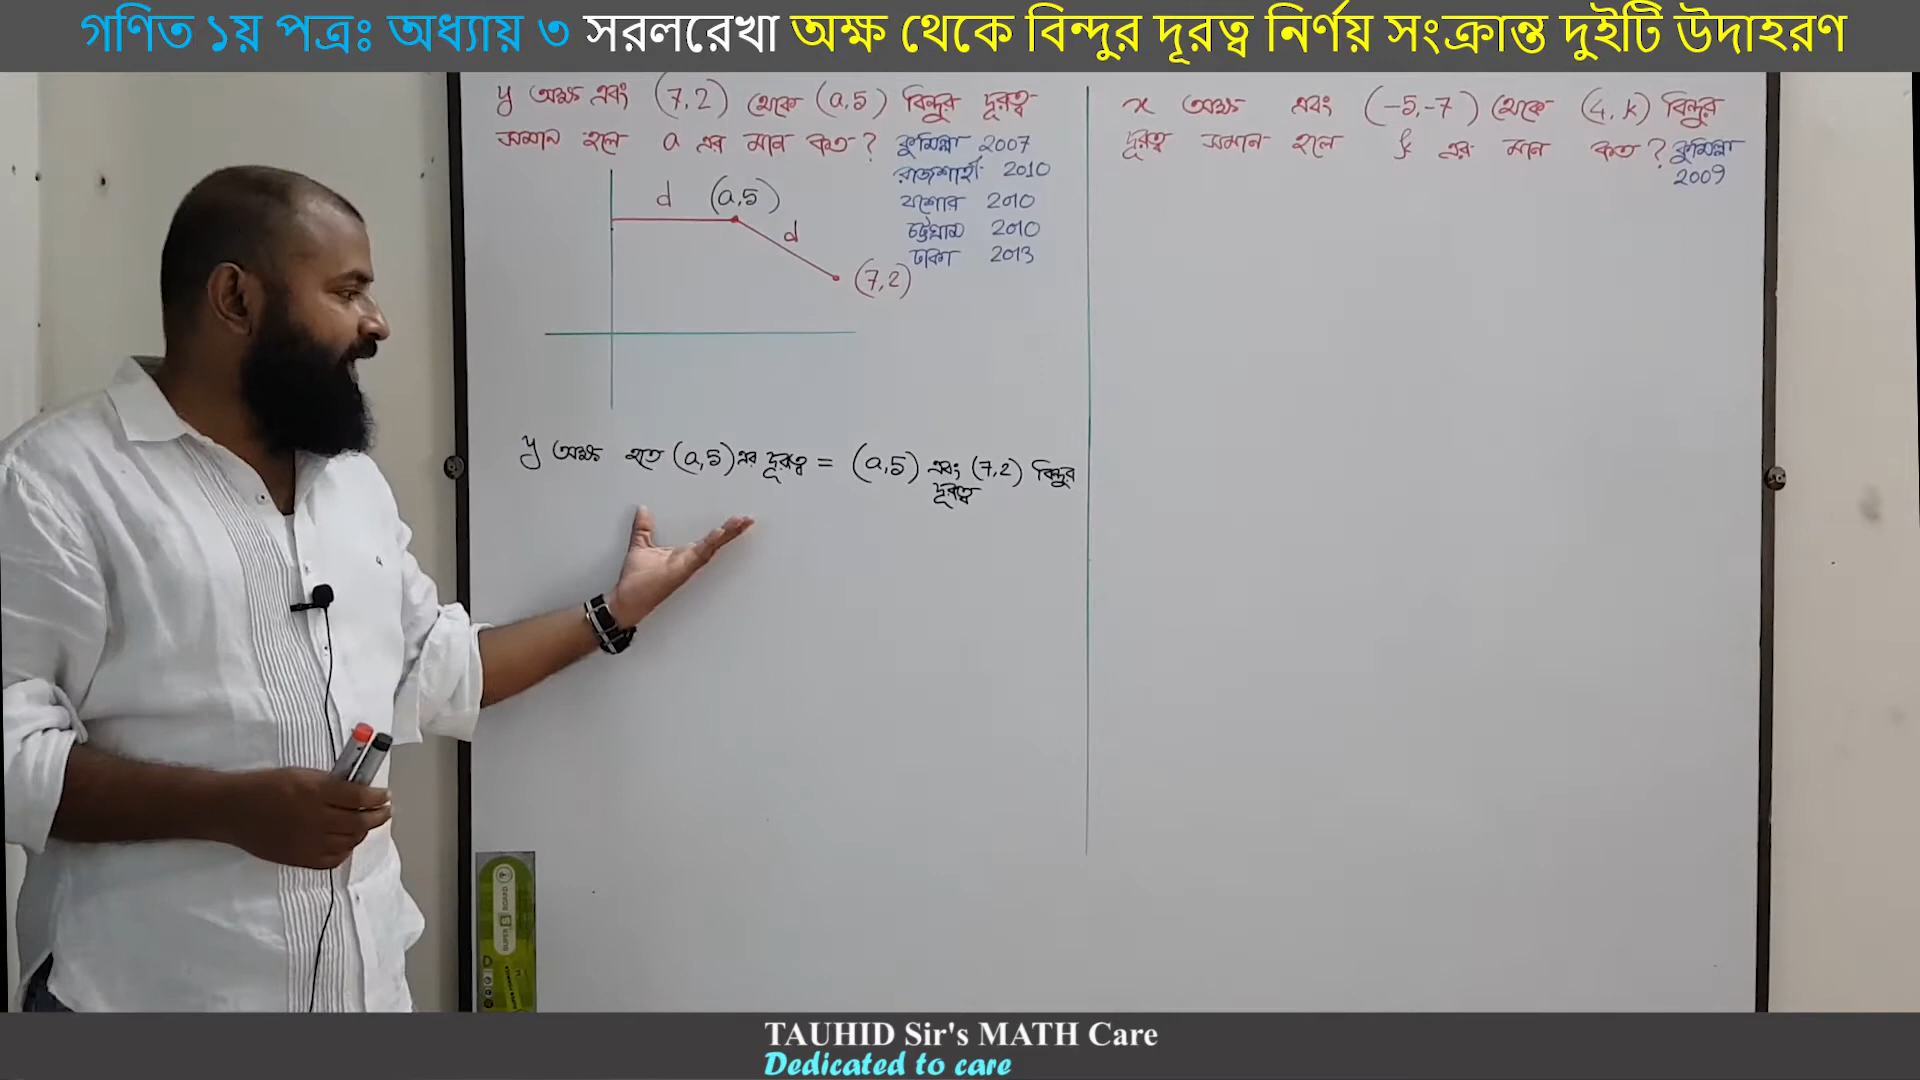 গণিত ১য় পত্রঃ অধ্যায় ৩ সরলরেখা অক্ষ থেকে বিন্দুর দূরত্ব নির্ণয় সংক্রান্ত দুইটি উদাহরণ
y অক্ষ এবং (7,2) থেকে (a,5) বিন্দুর দূরত্ব
সমান হলে a এর মান কত? কুমিল্লা 2007
রাজশাহী 2010
যশোর 2010
চট্টগ্রাম 2010
ঢাকা 2013
d (a,5)
d
(7,2)
y অক্ষ হতে (a,5) এর দূরত্ব = (a,5) এবং (7,2) বিন্দুর
দূরত্ব
x অক্ষ এবং (-5,-7) থেকে (4,k) বিন্দুর
দূরত্ব সমান হলে k এর মান কত? কুমিল্লা
2009
SUPER S BOARD
TAUHID Sir's MATH Care
Dedicated to care